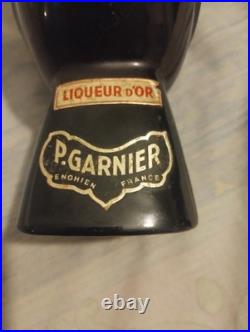 LIQUEUR D'OR
P. GARNIER
ENGHIEN FRANCE